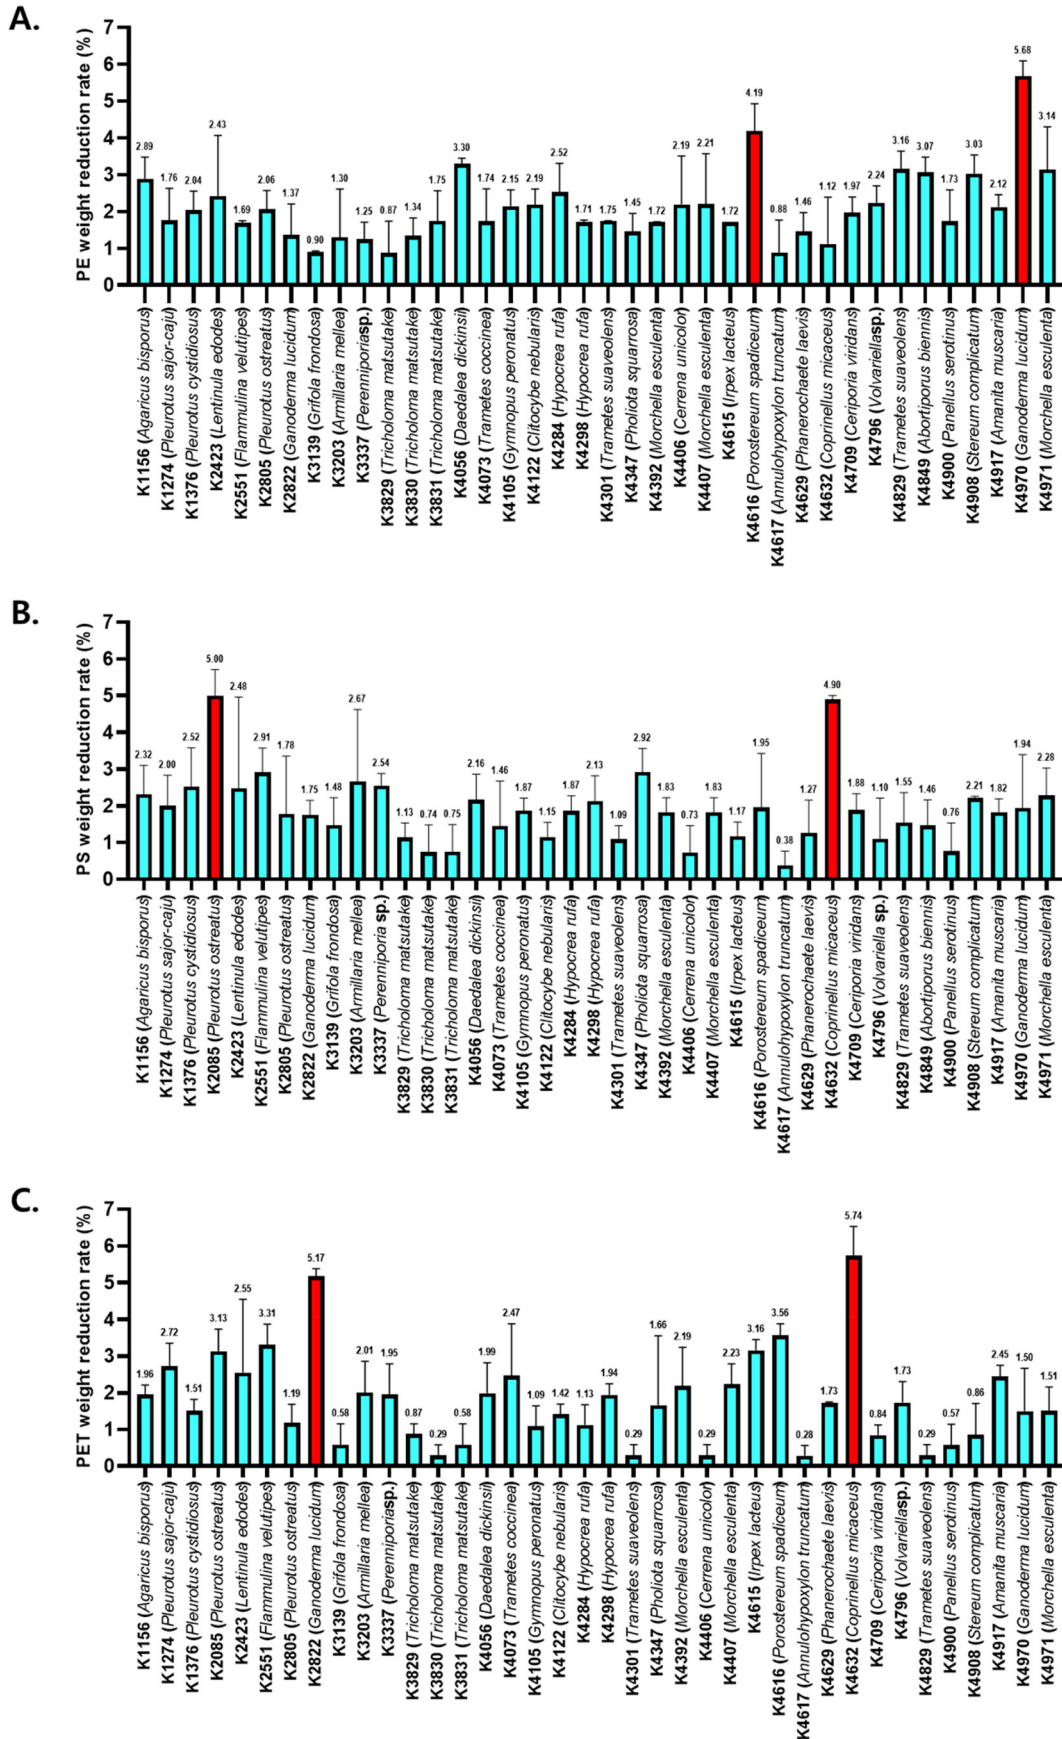 A.
PE weight reduction rate (%)
7
6
5
4
3
2
1
0
2.89
1.76
2.04
2.43
1.69
2.06
1.37
0.90
1.30
1.25
0.87
1.34
1.75
3.30
1.74
2.15
2.19
2.52
1.71
1.75
1.45
1.72
2.19
2.21
1.72
4.19
0.88
1.46
1.12
1.97
2.24
3.16
3.07
1.73
3.03
2.12
5.68
3.14
K1156 (Agaricus bisporus)
K1274 (Pleurotus sajor-caju)
K1376 (Pleurotus cystidiosus)
K2423 (Lentinula edodes)
K2551 (Flammulina velutipes)
K2805 (Pleurotus ostreatus)
K2822 (Ganoderma lucidum)
K3139 (Grifola frondosa)
K3203 (Armillaria mellea)
K3337 (Perenniporiasp.)
K3829 (Tricholoma matsutake)
K3830 (Tricholoma matsutake)
K3831 (Tricholoma matsutake)
K4056 (Daedalea dickinsii)
K4073 (Trametes coccinea)
K4105 (Gymnopus peronatus)
K4122 (Clitocybe nebularis)
K4284 (Hypocrea rufa)
K4298 (Hypocrea rufa)
K4301 (Trametes suaveolens)
K4347 (Pholiota squarrosa)
K4392 (Morchella esculenta)
K4406 (Cerrena unicolor)
K4407 (Morchella esculenta)
K4615 (Irpex lacteus)
K4616 (Porostereum spadiceum)
K4617 (Annulohypoxylon truncatum)
K4629 (Phanerochaete laevis)
K4632 (Coprinellus micaceus)
K4709 (Ceriporia viridans)
K4796 (Volvariellasp.)
K4829 (Trametes suaveolens)
K4849 (Abortiporus biennis)
K4900 (Panellus serotinus)
K4908 (Stereum complicatum)
K4917 (Amanita muscaria)
K4970 (Ganoderma lucidum)
K4971 (Morchella esculenta)
B.
PS weight reduction rate (%)
7
6
5
4
3
2
1
0
2.32
2.00
2.52
5.00
2.48
2.91
1.78
1.75
1.48
2.67
2.54
1.13
0.74
0.75
2.16
1.46
1.87
1.15
1.87
2.13
1.09
2.92
1.83
0.73
1.83
1.17
1.95
0.38
1.27
4.90
1.88
1.10
1.55
1.46
0.76
2.21
1.82
1.94
2.28
K1156 (Agaricus bisporus)
K1274 (Pleurotus sajor-caju)
K1376 (Pleurotus cystidiosus)
K2085 (Pleurotus ostreatus)
K2423 (Lentinula edodes)
K2551 (Flammulina velutipes)
K2805 (Pleurotus ostreatus)
K2822 (Ganoderma lucidum)
K3139 (Grifola frondosa)
K3203 (Armillaria mellea)
K3337 (Perenniporia sp.)
K3829 (Tricholoma matsutake)
K3830 (Tricholoma matsutake)
K3831 (Tricholoma matsutake)
K4056 (Daedalea dickinsii)
K4073 (Trametes coccinea)
K4105 (Gymnopus peronatus)
K4122 (Clitocybe nebularis)
K4284 (Hypocrea rufa)
K4298 (Hypocrea rufa)
K4301 (Trametes suaveolens)
K4347 (Pholiota squarrosa)
K4392 (Morchella esculenta)
K4406 (Cerrena unicolor)
K4407 (Morchella esculenta)
K4615 (Irpex lacteus)
K4616 (Porostereum spadiceum)
K4617 (Annulohypoxylon truncatum)
K4629 (Phanerochaete laevis)
K4632 (Coprinellus micaceus)
K4709 (Ceriporia viridans)
K4796 (Volvariella sp.)
K4829 (Trametes suaveolens)
K4849 (Abortiporus biennis)
K4900 (Panellus serotinus)
K4908 (Stereum complicatum)
K4917 (Amanita muscaria)
K4970 (Ganoderma lucidum)
K4971 (Morchella esculenta)
C.
PET weight reduction rate (%)
7
6
5
4
3
2
1
0
1.96
2.72
1.51
3.13
2.55
3.31
1.19
5.17
0.58
2.01
1.95
0.87
0.29
0.58
1.99
2.47
1.09
1.42
1.13
1.94
0.29
1.66
2.19
0.29
2.23
3.16
3.56
0.28
1.73
5.74
0.84
1.73
0.29
0.57
0.86
2.45
1.50
1.51
K1156 (Agaricus bisporus)
K1274 (Pleurotus sajor-caju)
K1376 (Pleurotus cystidiosus)
K2085 (Pleurotus ostreatus)
K2423 (Lentinula edodes)
K2551 (Flammulina velutipes)
K2805 (Pleurotus ostreatus)
K2822 (Ganoderma lucidum)
K3139 (Grifola frondosa)
K3203 (Armillaria mellea)
K3337 (Perenniporiasp.)
K3829 (Tricholoma matsutake)
K3830 (Tricholoma matsutake)
K3831 (Tricholoma matsutake)
K4056 (Daedalea dickinsii)
K4073 (Trametes coccinea)
K4105 (Gymnopus peronatus)
K4122 (Clitocybe nebularis)
K4284 (Hypocrea rufa)
K4298 (Hypocrea rufa)
K4301 (Trametes suaveolens)
K4347 (Pholiota squarrosa)
K4392 (Morchella esculenta)
K4406 (Cerrena unicolor)
K4407 (Morchella esculenta)
K4615 (Irpex lacteus)
K4616 (Porostereum spadiceum)
K4617 (Annulohypoxylon truncatum)
K4629 (Phanerochaete laevis)
K4632 (Coprinellus micaceus)
K4709 (Ceriporia viridans)
K4796 (Volvariellasp.)
K4829 (Trametes suaveolens)
K4900 (Panellus serotinus)
K4908 (Stereum complicatum)
K4917 (Amanita muscaria)
K4970 (Ganoderma lucidum)
K4971 (Morchella esculenta)